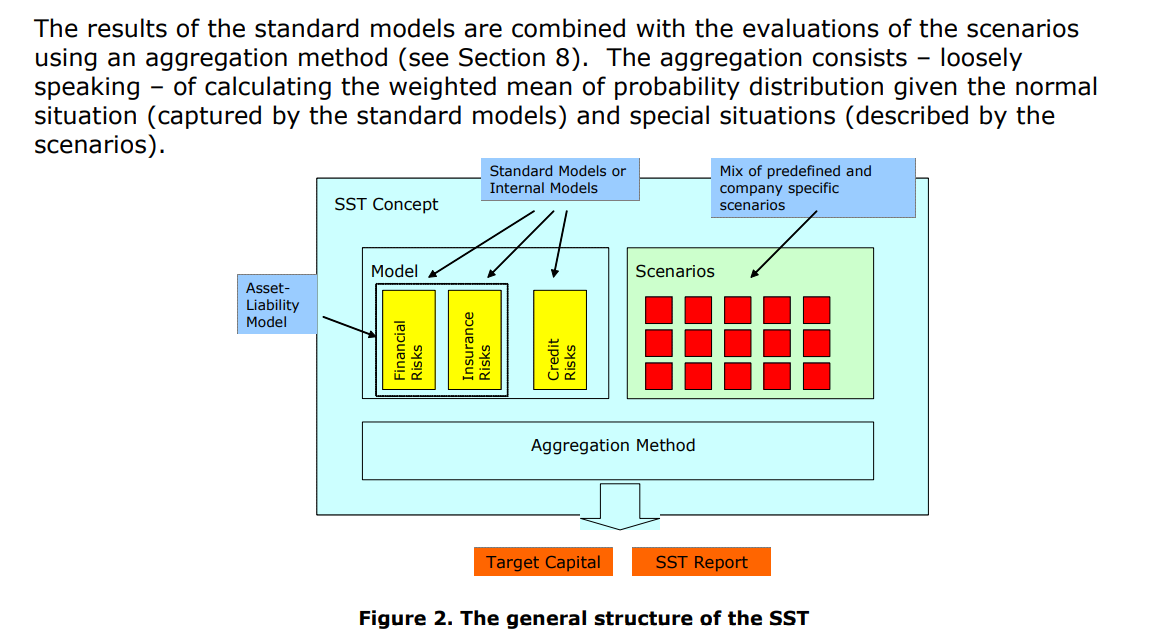 The results of the standard models are combined with the evaluations of the scenarios
using an aggregation method (see Section 8).  The aggregation consists – loosely
speaking – of calculating the weighted mean of probability distribution given the normal
situation (captured by the standard models) and special situations (described by the
scenarios).
Standard Models or
Internal Models
Mix of predefined and
company specific
scenarios
SST Concept
Model
Scenarios
Asset-
Liability
Model
Financial
Risks
Insurance
Risks
Credit
Risks
Aggregation Method
Target Capital
SST Report
Figure 2. The general structure of the SST